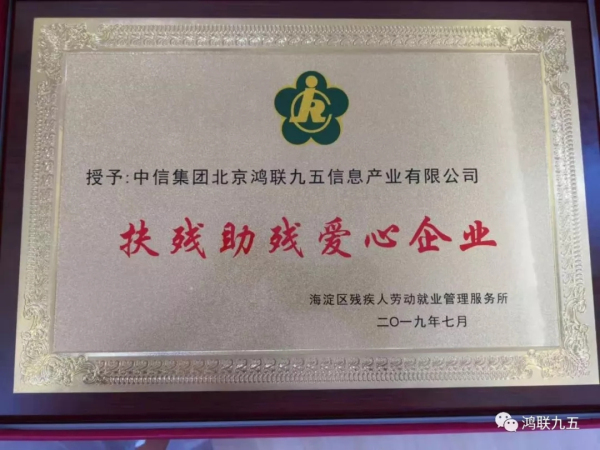 授予:中信集团北京鸿联九五信息产业有限公司
扶残助残爱心企业
海淀区残疾人劳动就业管理服务所
二〇一九年七月
鸿联九五